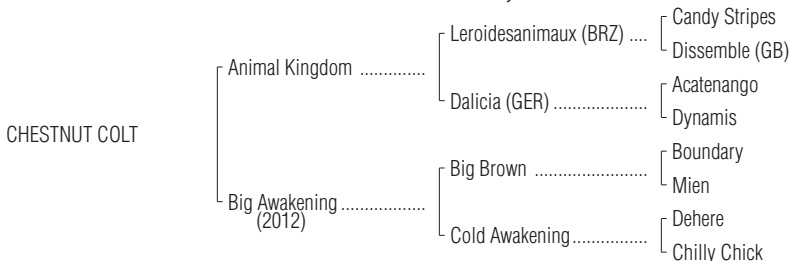 Candy Stripes
Leroidesanimaux (BRZ) ....
Dissemble (GB)
Animal Kingdom ..............
Acatenango
Dalicia (GER) ....................
Dynamis
CHESTNUT COLT
Boundary
Big Brown ........................
Mien
Big Awakening ..................
(2012)
Dehere
Cold Awakening................
Chilly Chick